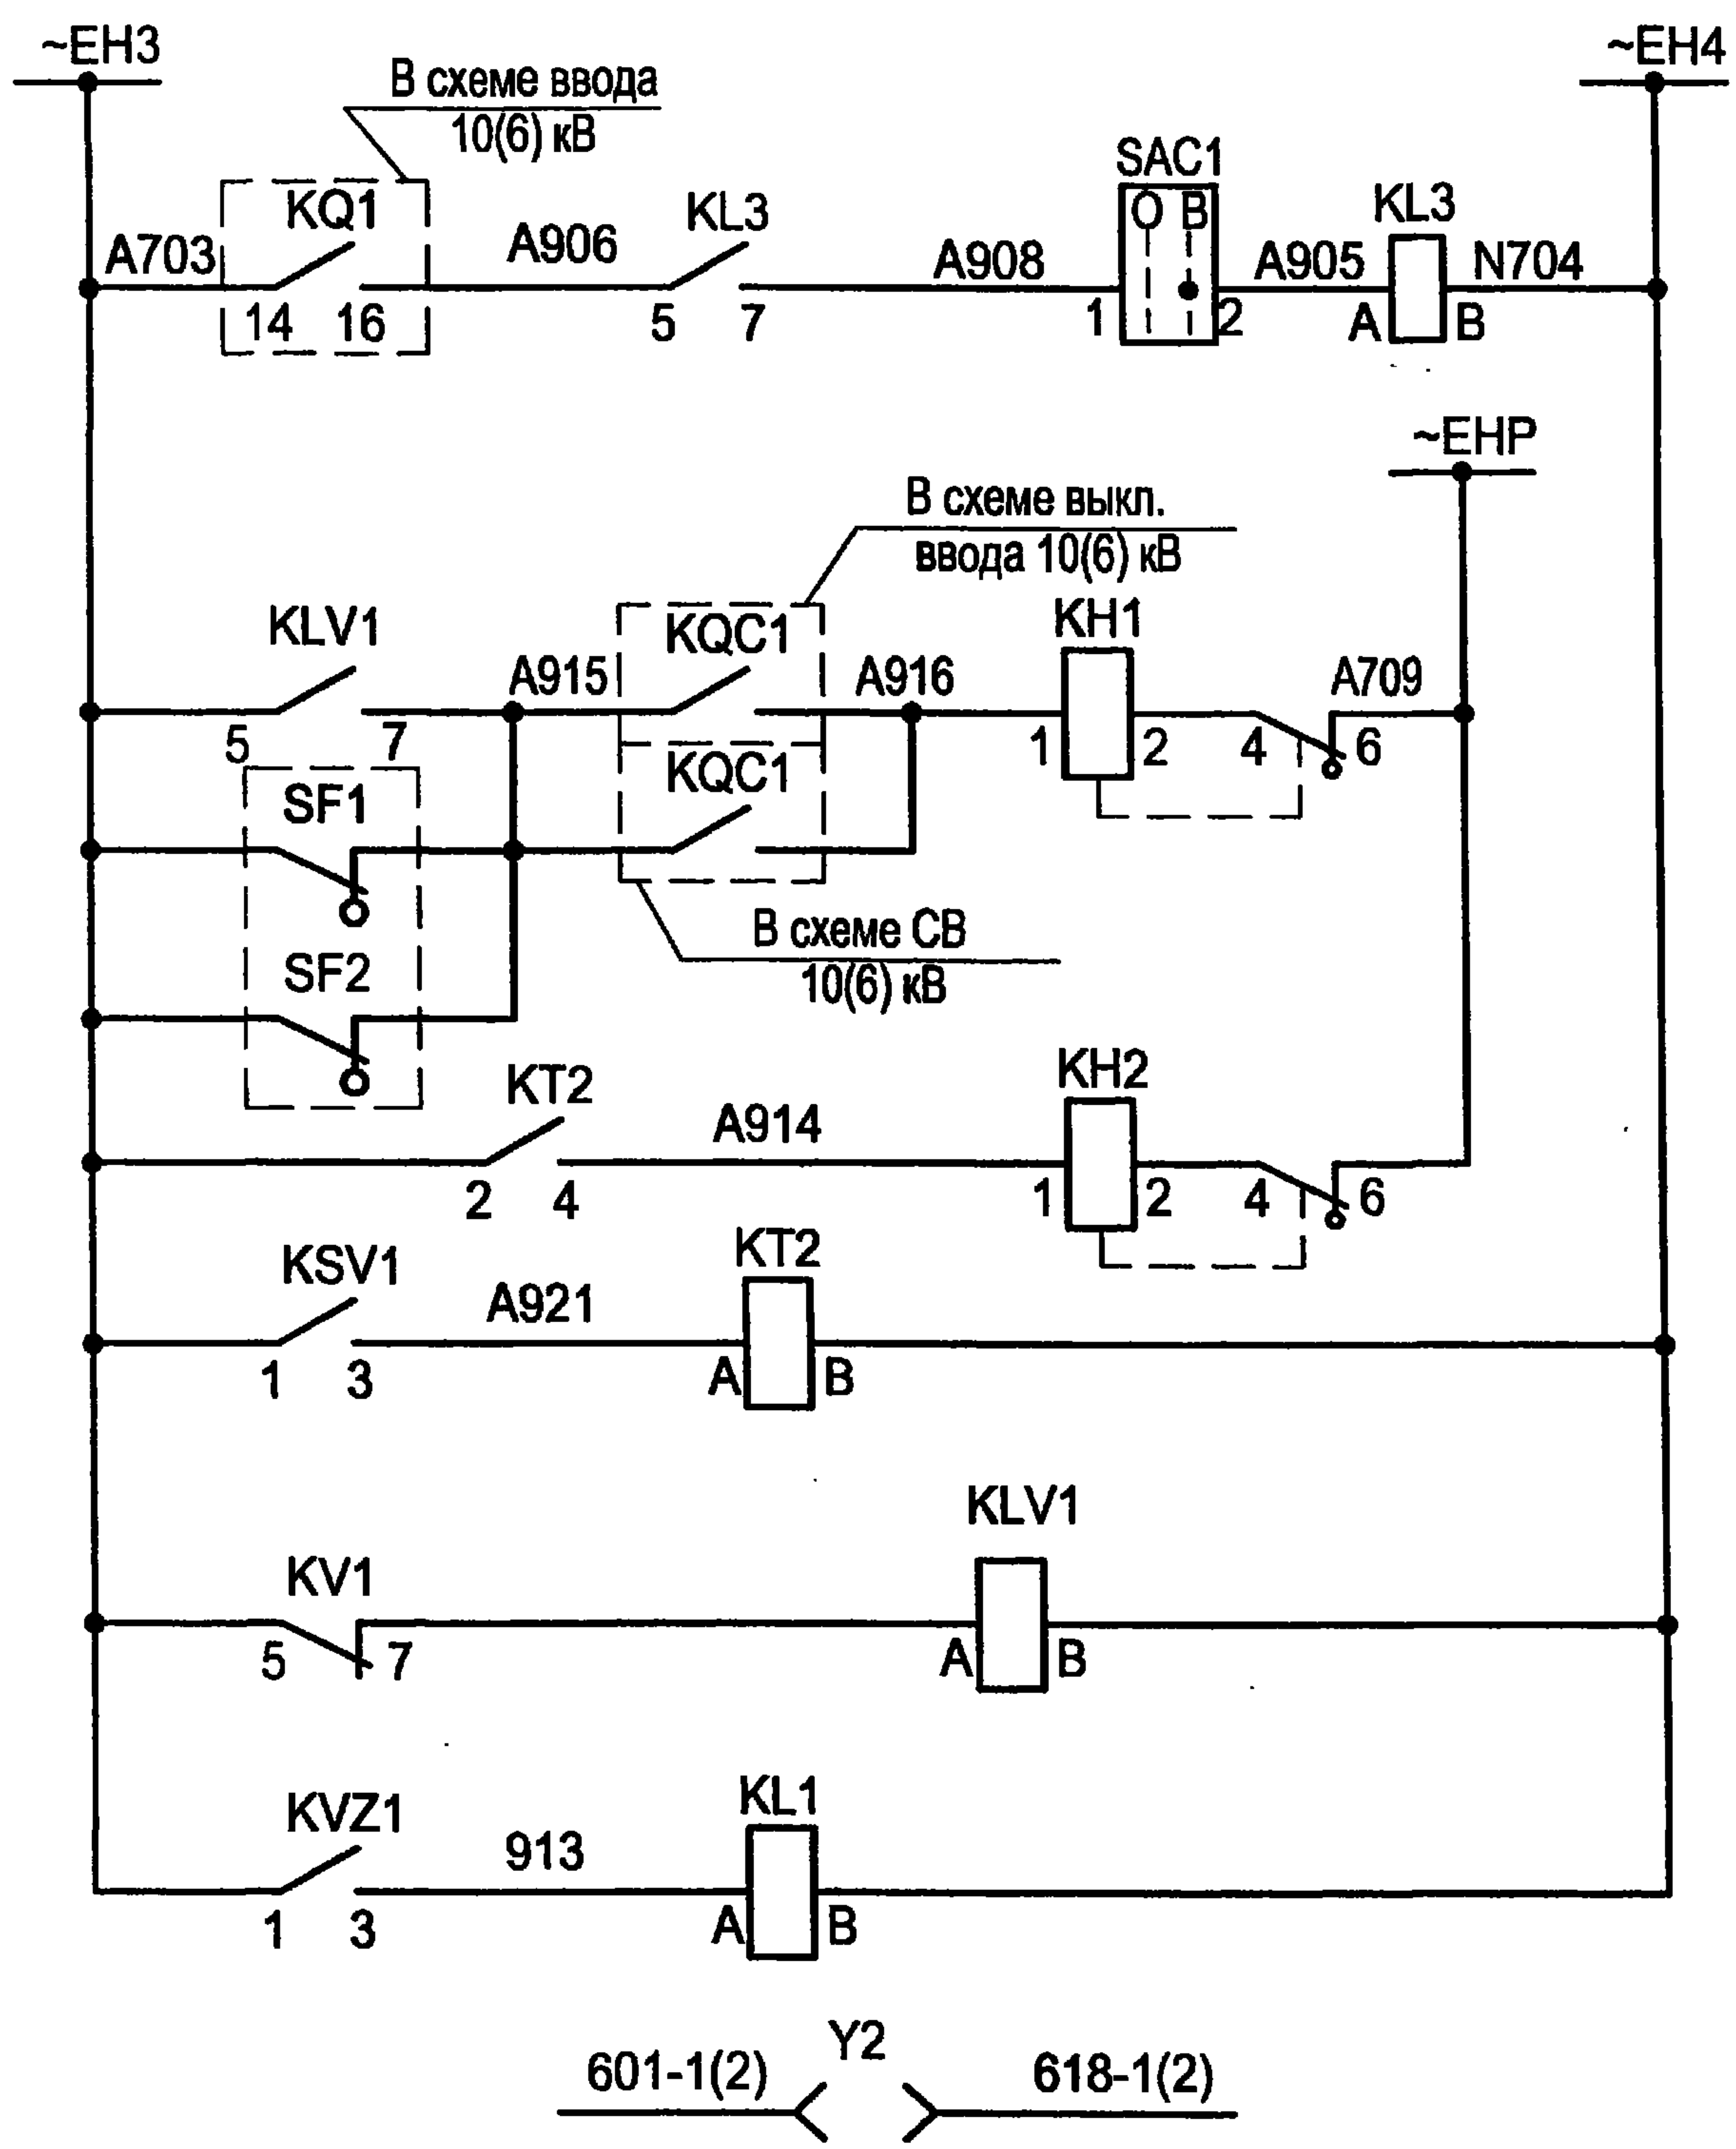 ~EH3
~EH4
В схеме ввода
10(6) кВ
SAC1
O B
KQ1
KL3
KL3
A703
A906
A908
A905
N704
14 16
5 7
1 2
A B
~EHP
В схеме выкл.
ввода 10(6) кВ
KLV1
A915
KQC1
A916
KH1
A709
5 7
1 2
4 6
SF1
KQC1
В схеме СВ
10(6) кВ
SF2
KT2
A914
KH2
2 4
1 2
4 6
KSV1
A921
KT2
1 3
A B
KLV1
KV1
5 7
A B
KVZ1
913
KL1
1 3
A B
Y2
601-1(2)
618-1(2)